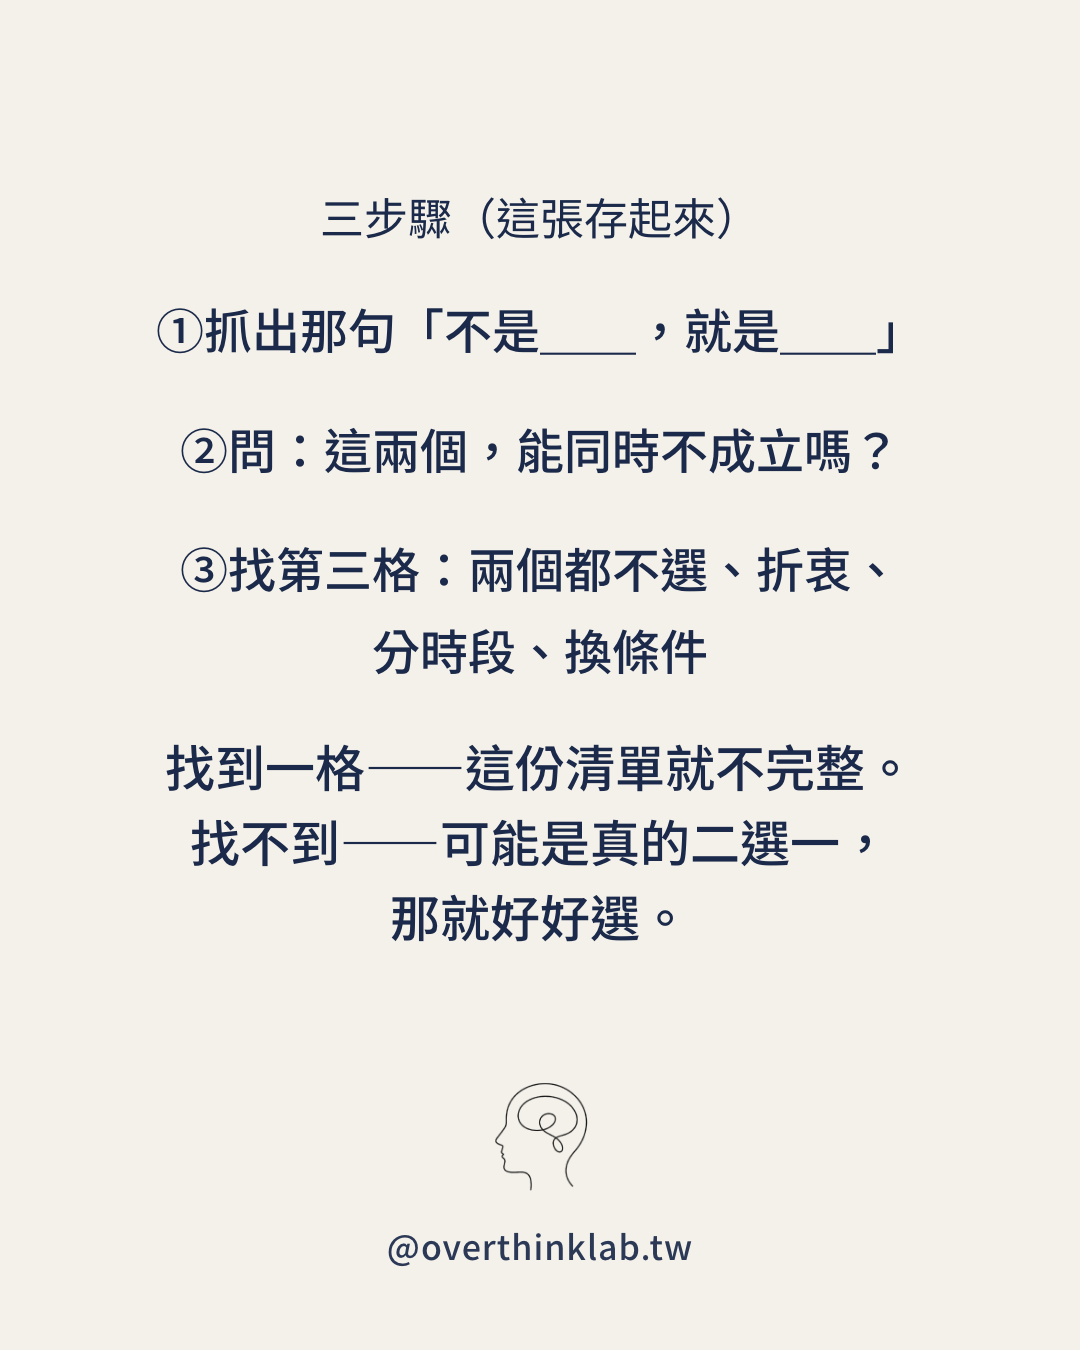 三步驟（這張存起來）
①抓出那句「不是____，就是____」
②問：這兩個，能同時不成立嗎？
③找第三格：兩個都不選、折衷、
分時段、換條件
找到一格——這份清單就不完整。
找不到——可能是真的二選一，
那就好好選。
@overthinklab.tw